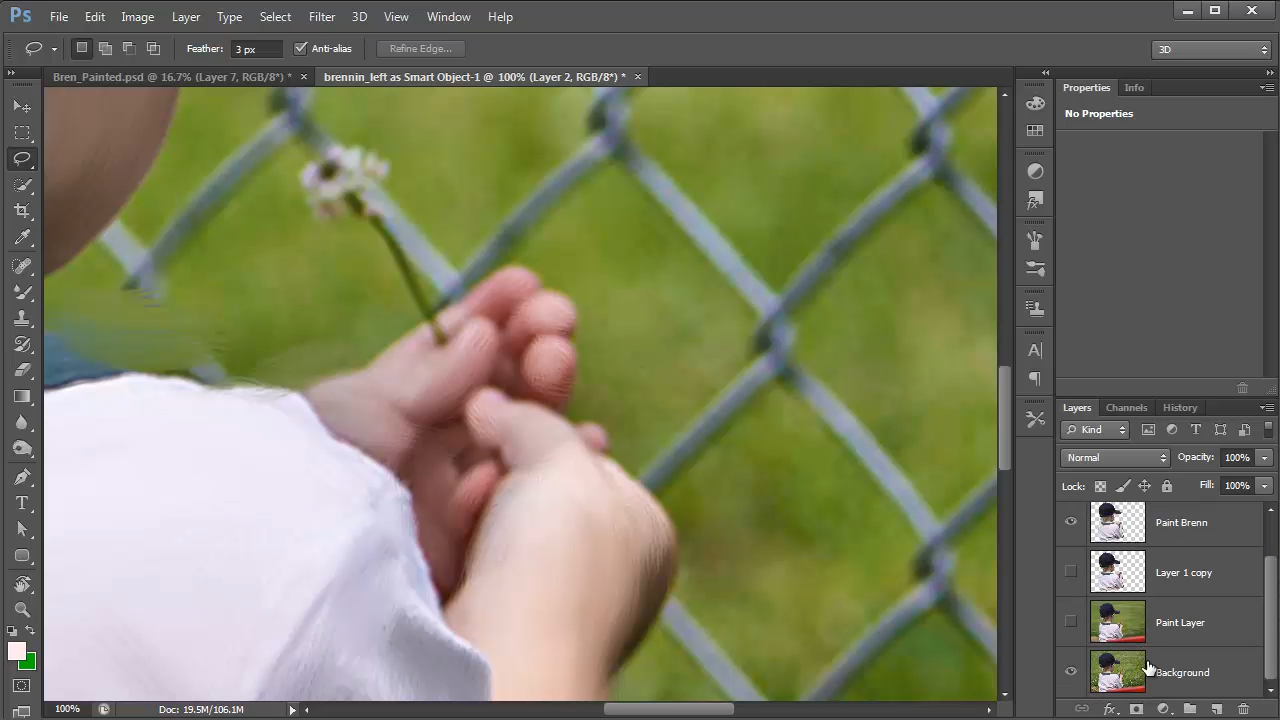 Ps File Edit Image Layer Type Select Filter 3D View Window Help
Feather: 3 px Anti-alias Refine Edge... 3D
Bren_Painted.psd @ 16.7% (Layer 7, RGB/8*) * × brennin_left as Smart Object-1 @ 100% (Layer 2, RGB/8*) * ×
Properties Info
No Properties
Layers Channels History
Kind
Normal Opacity: 100%
Lock: Fill: 100%
Paint Brenn
Layer 1 copy
Paint Layer
Background
100% Doc: 19.5M/106.1M